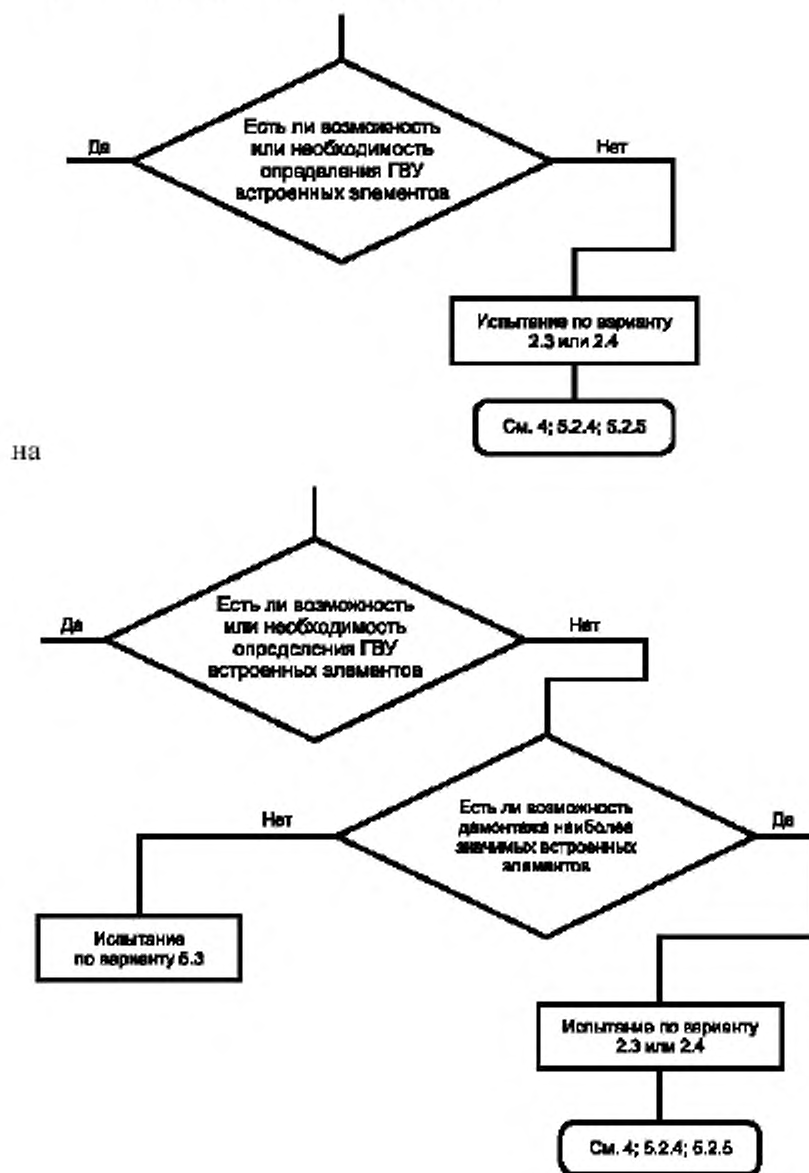 Да
Есть ли возможность
или необходимость
определения ГВУ
встроенных элементов
Нет
Испытание по варианту
2.3 или 2.4
См. 4; 5.2.4; 5.2.5
на
Да
Есть ли возможность
или необходимость
определения ГВУ
встроенных элементов
Нет
Нет
Есть ли возможность
демонтажа наиболее
значимых встроенных
элементов
Да
Испытание
по варианту 5.3
Испытание по варианту
2.3 или 2.4
См. 4; 5.2.4; 5.2.5